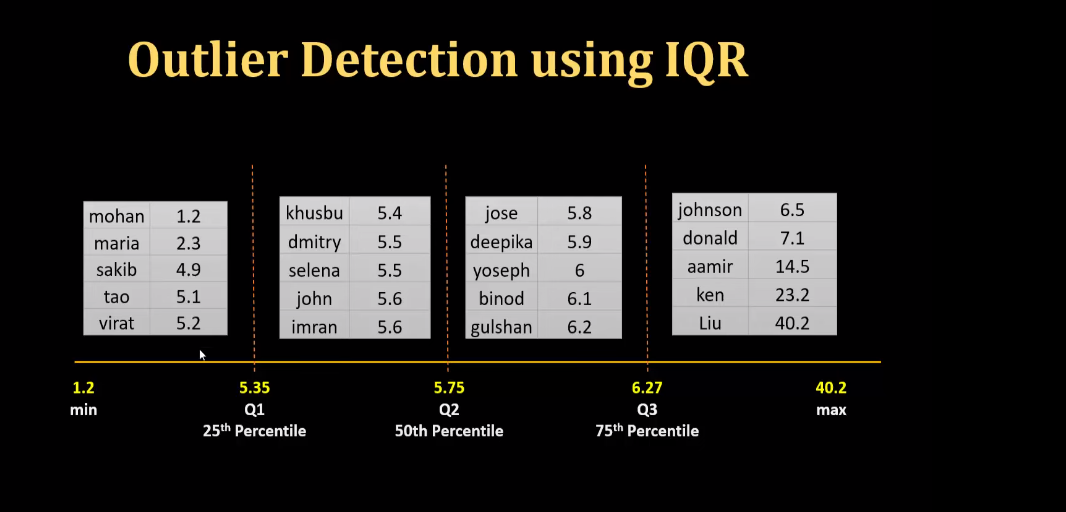 Outlier Detection using IQR
mohan 1.2
maria 2.3
sakib 4.9
tao 5.1
virat 5.2
khusbu 5.4
dmitry 5.5
selena 5.5
john 5.6
imran 5.6
jose 5.8
deepika 5.9
yoseph 6
binod 6.1
gulshan 6.2
johnson 6.5
donald 7.1
aamir 14.5
ken 23.2
Liu 40.2
1.2 5.35 5.75 6.27 40.2
min Q1 Q2 Q3 max
25th Percentile 50th Percentile 75th Percentile